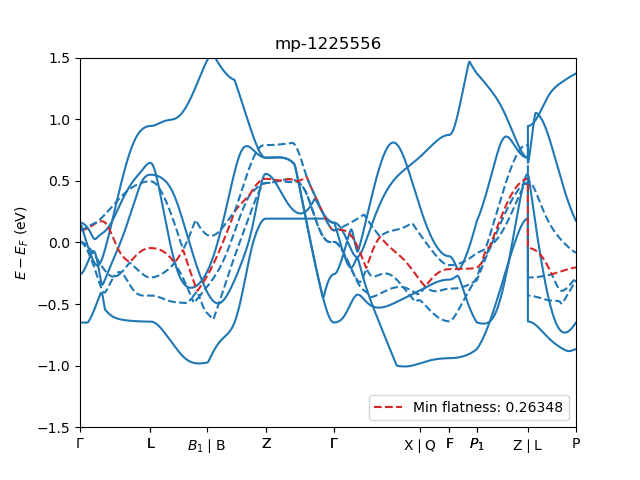 mp-1225556
E − E_F (eV)
1.5
1.0
0.5
0.0
−0.5
−1.0
−1.5
Min flatness: 0.26348
Γ L B₁ | B Z Γ X | Q F P₁ Z | L P